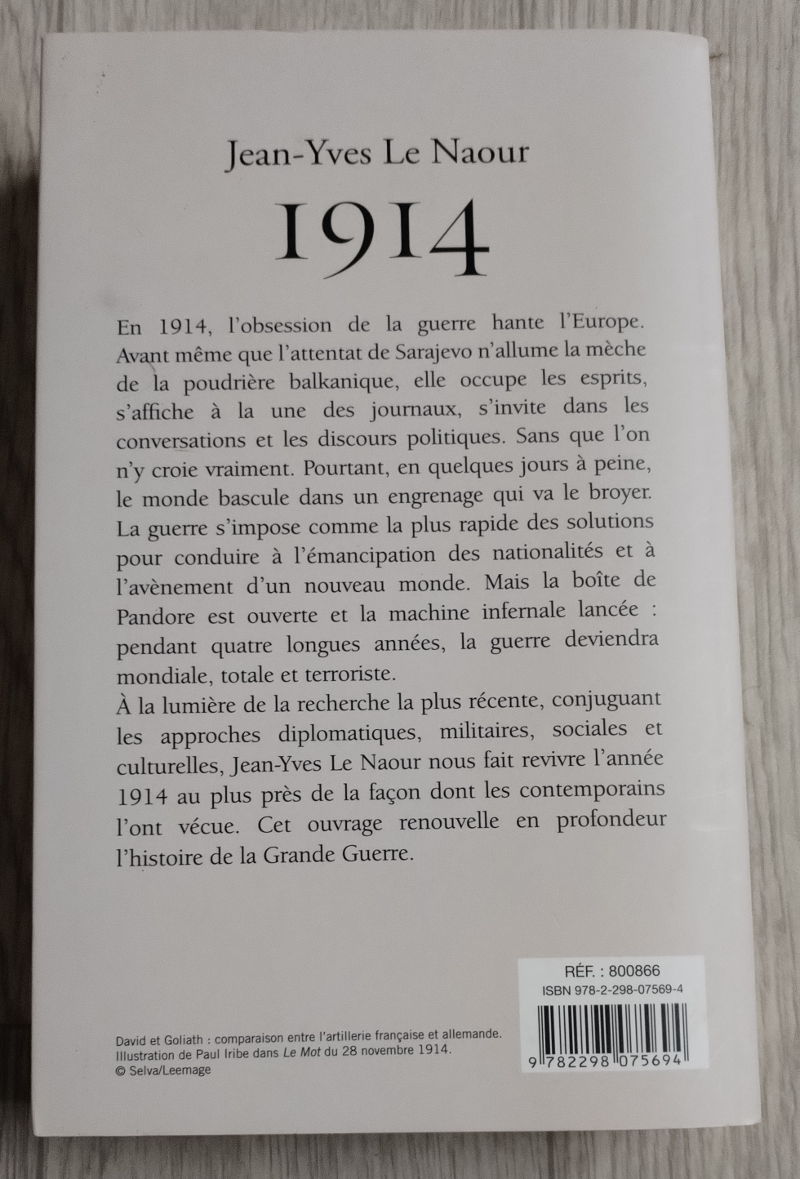 Jean-Yves Le Naour
1914
En 1914, l'obsession de la guerre hante l'Europe.
Avant même que l'attentat de Sarajevo n'allume la mèche
de la poudrière balkanique, elle occupe les esprits,
s'affiche à la une des journaux, s'invite dans les
conversations et les discours politiques. Sans que l'on
n'y croie vraiment. Pourtant, en quelques jours à peine,
le monde bascule dans un engrenage qui va le broyer.
La guerre s'impose comme la plus rapide des solutions
pour conduire à l'émancipation des nationalités et à
l'avènement d'un nouveau monde. Mais la boîte de
Pandore est ouverte et la machine infernale lancée :
pendant quatre longues années, la guerre deviendra
mondiale, totale et terroriste.
À la lumière de la recherche la plus récente, conjuguant
les approches diplomatiques, militaires, sociales et
culturelles, Jean-Yves Le Naour nous fait revivre l'année
1914 au plus près de la façon dont les contemporains
l'ont vécue. Cet ouvrage renouvelle en profondeur
l'histoire de la Grande Guerre.
David et Goliath : comparaison entre l'artillerie française et allemande.
Illustration de Paul Iribe dans Le Mot du 28 novembre 1914.
© Selva/Leemage
RÉF. : 800866
ISBN 978-2-298-07569-4
9 782298 075694